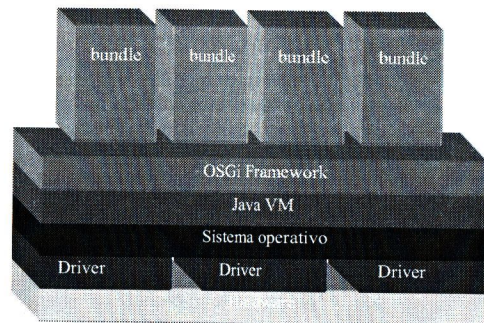 bundle bundle bundle bundle
OSGi Framework
Java VM
Sistema operativo
Driver Driver Driver